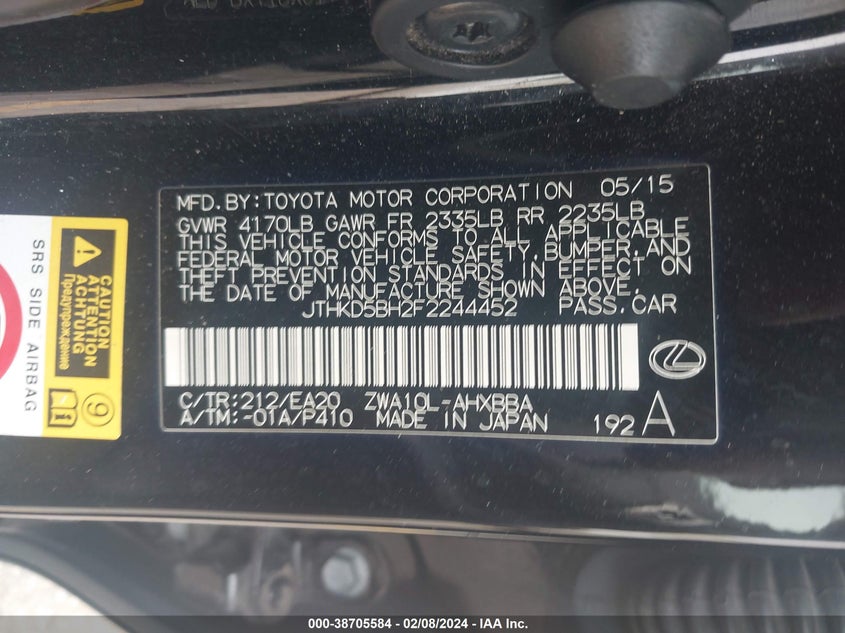 MFD. BY: TOYOTA MOTOR CORPORATION 05/15
GVWR 4170LB GAWR FR 2335LB RR 2235LB
THIS VEHICLE CONFORMS TO ALL APPLICABLE
FEDERAL MOTOR VEHICLE SAFETY, BUMPER, AND
THEFT PREVENTION STANDARDS IN EFFECT ON
THE DATE OF MANUFACTURE SHOWN ABOVE.
JTHKD5BH2F2244452 PASS. CAR
C/TR: 212/EA20 ZWA10L-AHXBBA
A/TM: -01A/P410 MADE IN JAPAN 192 A
CAUTION
ATTENTION
ACHTUNG
Предупреждение
9
SRS SIDE AIRBAG
000-38705584 - 02/08/2024 - IAA Inc.